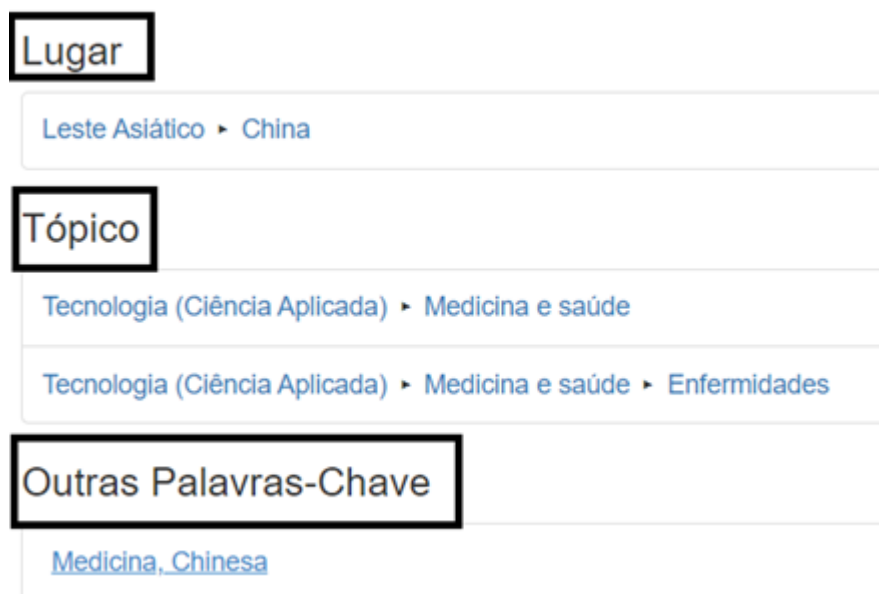 Lugar
Leste Asiático ▸ China
Tópico
Tecnologia (Ciência Aplicada) ▸ Medicina e saúde
Tecnologia (Ciência Aplicada) ▸ Medicina e saúde ▸ Enfermidades
Outras Palavras-Chave
Medicina, Chinesa